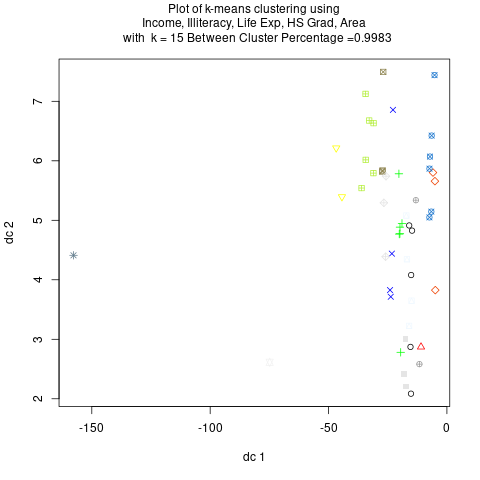 Plot of k-means clustering using
Income, Illiteracy, Life Exp, HS Grad, Area
with k = 15 Between Cluster Percentage =0.9983
7
6
5
4
3
2
dc 2
-150
-100
-50
0
dc 1